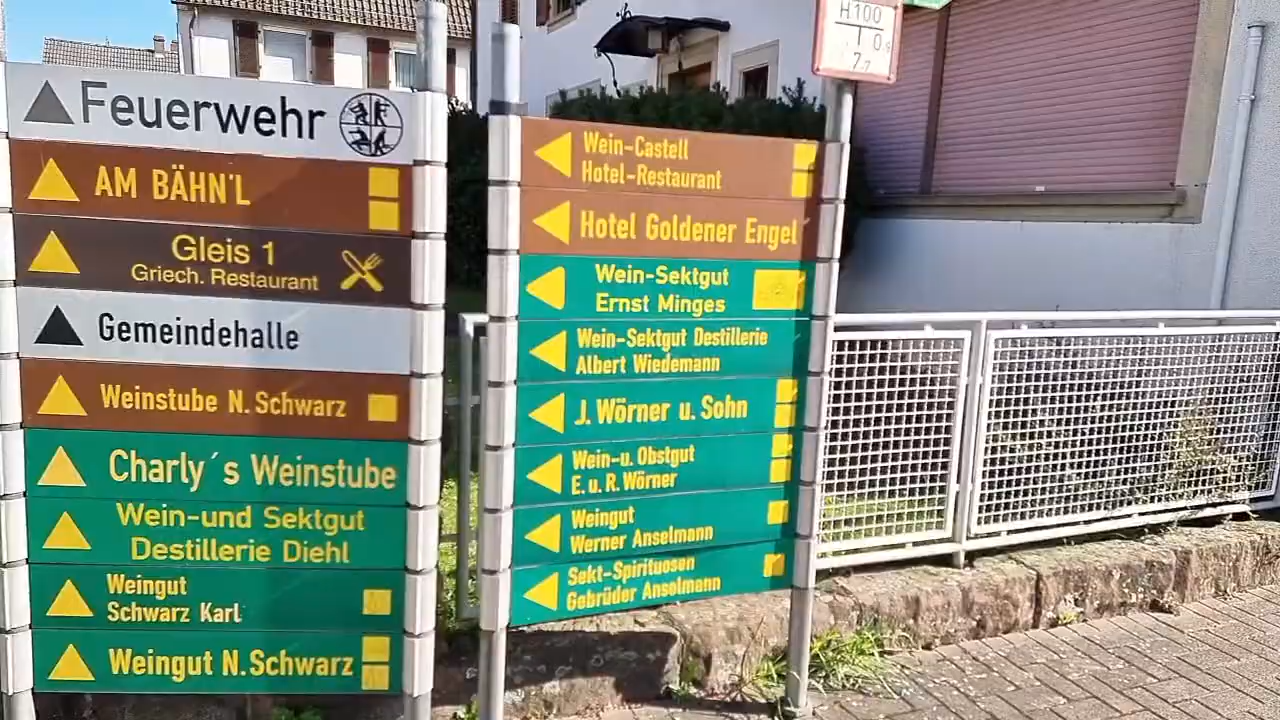 Feuerwehr
AM BÄHN'L
Gleis 1
Griech. Restaurant
Gemeindehalle
Weinstube N. Schwarz
Charly´s Weinstube
Wein-und Sektgut
Destillerie Diehl
Weingut
Schwarz Karl
Weingut N. Schwarz
Wein-Castell
Hotel-Restaurant
Hotel Goldener Engel
Wein-Sektgut
Ernst Minges
Wein-Sektgut Destillerie
Albert Wiedemann
J. Wörner u. Sohn
Wein-u. Obstgut
E. u. R. Wörner
Weingut
Werner Anselmann
Sekt-Spirituosen
Gebrüder Anselmann
H100